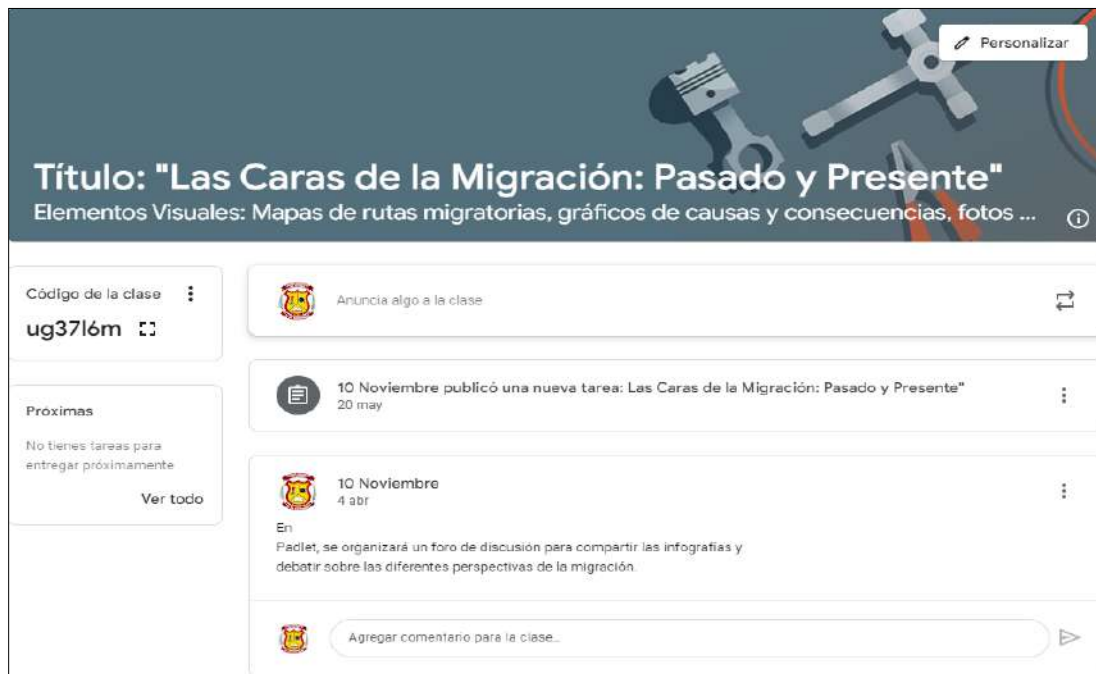 Personalizar
Título: "Las Caras de la Migración: Pasado y Presente"
Elementos Visuales: Mapas de rutas migratorias, gráficos de causas y consecuencias, fotos ...
Código de la clase
ug37l6m
Anuncia algo a la clase
10 Noviembre publicó una nueva tarea: Las Caras de la Migración: Pasado y Presente"
20 may
Próximas
No tienes tareas para
entregar próximamente
Ver todo
10 Noviembre
4 abr
En
Padlet, se organizará un foro de discusión para compartir las infografías y
debatir sobre las diferentes perspectivas de la migración.
Agregar comentario para la clase...